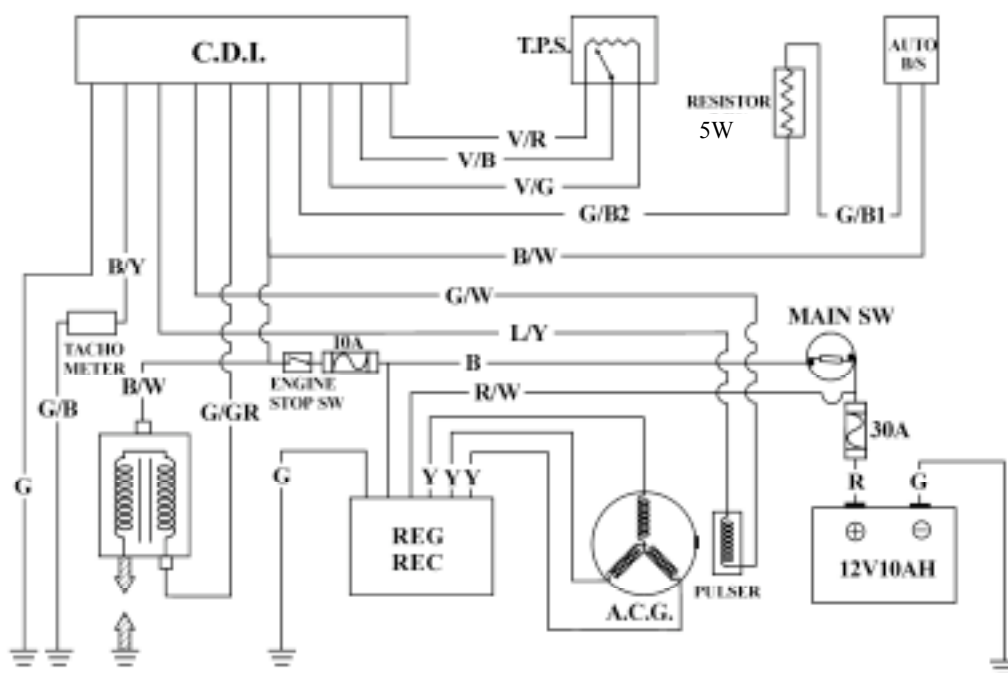 C.D.I.
T.P.S.
AUTO
B/S
RESISTOR
5W
V/R
V/B
V/G
G/B2
G/B1
B/W
B/Y
G/W
L/Y
MAIN SW
TACHO
METER
10A
B
ENGINE
STOP SW
B/W
R/W
G/B
G/GR
30A
G
G
Y
Y
Y
R
G
REG
REC
12V10AH
PULSER
A.C.G.